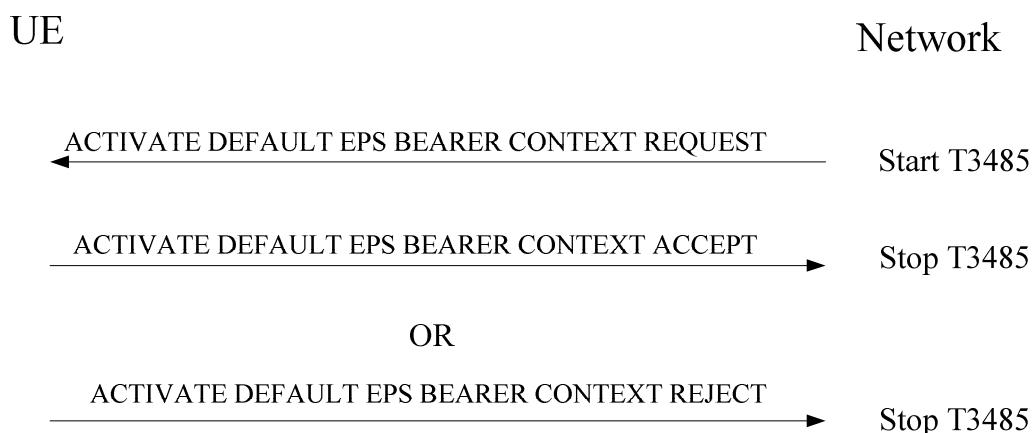 UE
Network
ACTIVATE DEFAULT EPS BEARER CONTEXT REQUEST
Start T3485
ACTIVATE DEFAULT EPS BEARER CONTEXT ACCEPT
Stop T3485
OR
ACTIVATE DEFAULT EPS BEARER CONTEXT REJECT
Stop T3485